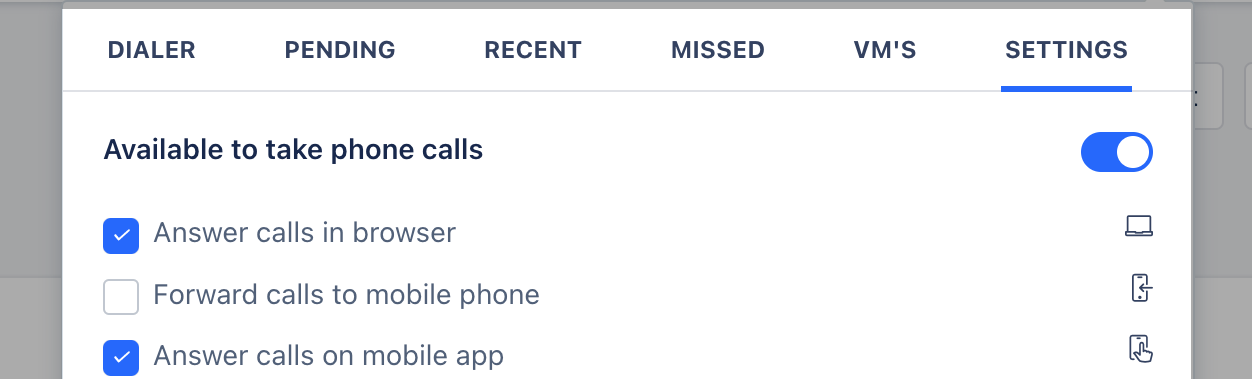 DIALER PENDING RECENT MISSED VM'S SETTINGS
Available to take phone calls
Answer calls in browser
Forward calls to mobile phone
Answer calls on mobile app